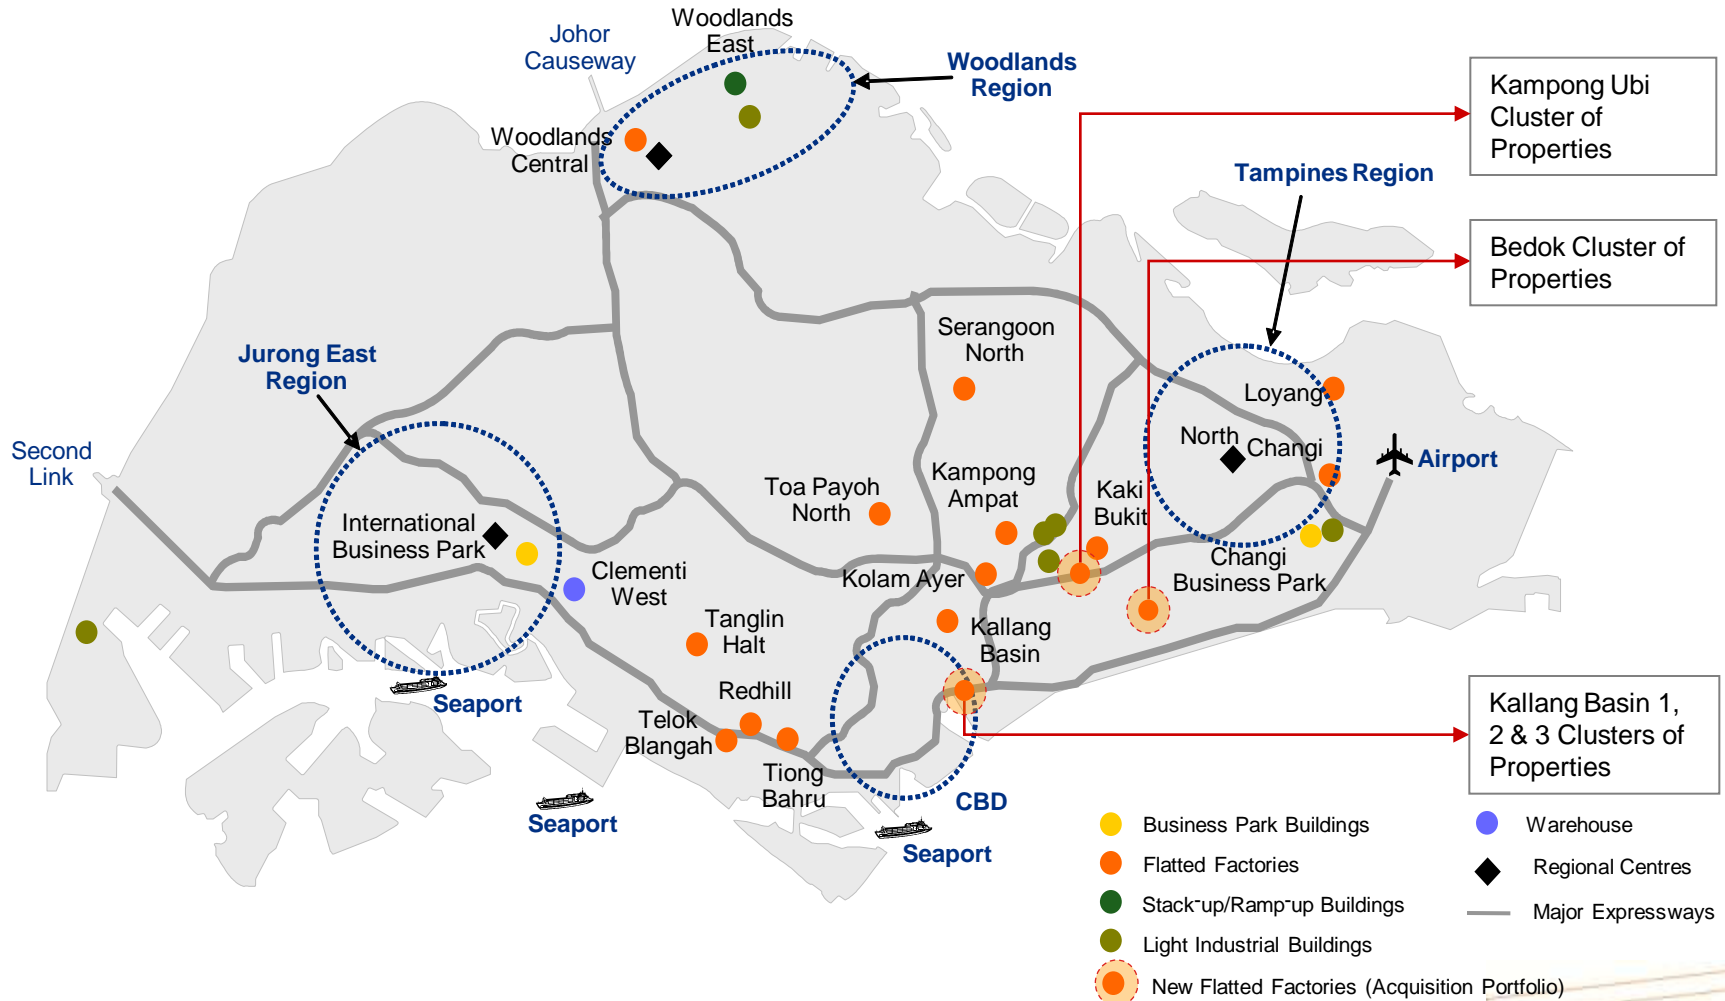 Woodlands
East
Johor
Causeway
Woodlands
Region
Woodlands
Central
Kampong Ubi
Cluster of
Properties
Tampines Region
Bedok Cluster of
Properties
Serangoon
North
Jurong East
Region
Loyang
North
Changi
Airport
Second
Link
Kampong
Ampat
Kaki
Bukit
Toa Payoh
North
International
Business Park
Changi
Business Park
Kolam Ayer
Clementi
West
Tanglin
Halt
Kallang
Basin
Redhill
Seaport
Telok
Blangah
Tiong
Bahru
Kallang Basin 1,
2 & 3 Clusters of
Properties
CBD
Seaport
Seaport
Business Park Buildings
Flatted Factories
Stack-up/Ramp-up Buildings
Light Industrial Buildings
New Flatted Factories (Acquisition Portfolio)
Warehouse
Regional Centres
Major Expressways